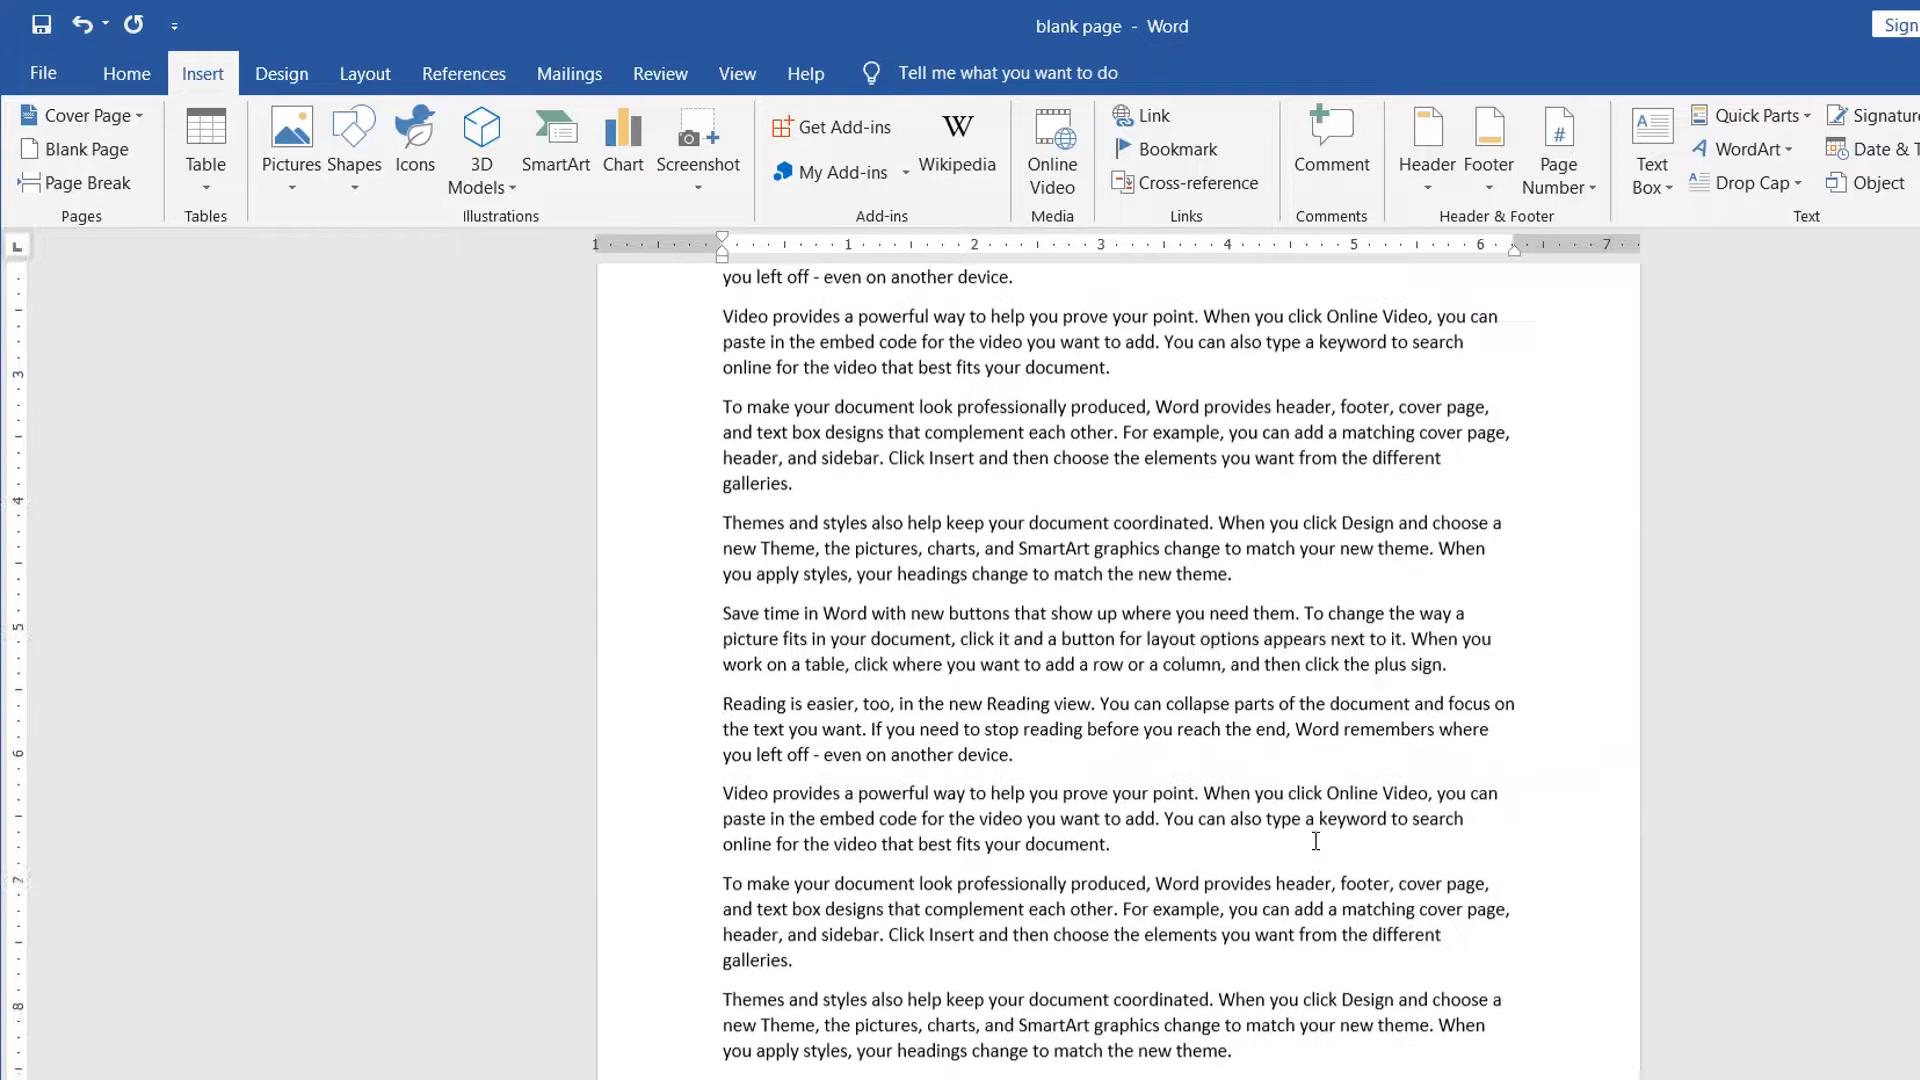 blank page - Word
Sign
File Home Insert Design Layout References Mailings Review View Help Tell me what you want to do
Cover Page
Blank Page
Page Break
Pages
Table
Tables
Pictures Shapes Icons 3D Models SmartArt Chart Screenshot
Illustrations
Get Add-ins
My Add-ins
W
Wikipedia
Add-ins
Online
Video
Media
Link
Bookmark
Cross-reference
Links
Comment
Comments
Header Footer Page Number
Header & Footer
Text
Box
Quick Parts
WordArt
Drop Cap
Signature
Date &
Object
Text
1 1 2 3 4 5 6 7
3
4
5
6
7
8
you left off - even on another device.
Video provides a powerful way to help you prove your point. When you click Online Video, you can
paste in the embed code for the video you want to add. You can also type a keyword to search
online for the video that best fits your document.
To make your document look professionally produced, Word provides header, footer, cover page,
and text box designs that complement each other. For example, you can add a matching cover page,
header, and sidebar. Click Insert and then choose the elements you want from the different
galleries.
Themes and styles also help keep your document coordinated. When you click Design and choose a
new Theme, the pictures, charts, and SmartArt graphics change to match your new theme. When
you apply styles, your headings change to match the new theme.
Save time in Word with new buttons that show up where you need them. To change the way a
picture fits in your document, click it and a button for layout options appears next to it. When you
work on a table, click where you want to add a row or a column, and then click the plus sign.
Reading is easier, too, in the new Reading view. You can collapse parts of the document and focus on
the text you want. If you need to stop reading before you reach the end, Word remembers where
you left off - even on another device.
Video provides a powerful way to help you prove your point. When you click Online Video, you can
paste in the embed code for the video you want to add. You can also type a keyword to search
online for the video that best fits your document.
To make your document look professionally produced, Word provides header, footer, cover page,
and text box designs that complement each other. For example, you can add a matching cover page,
header, and sidebar. Click Insert and then choose the elements you want from the different
galleries.
Themes and styles also help keep your document coordinated. When you click Design and choose a
new Theme, the pictures, charts, and SmartArt graphics change to match your new theme. When
you apply styles, your headings change to match the new theme.